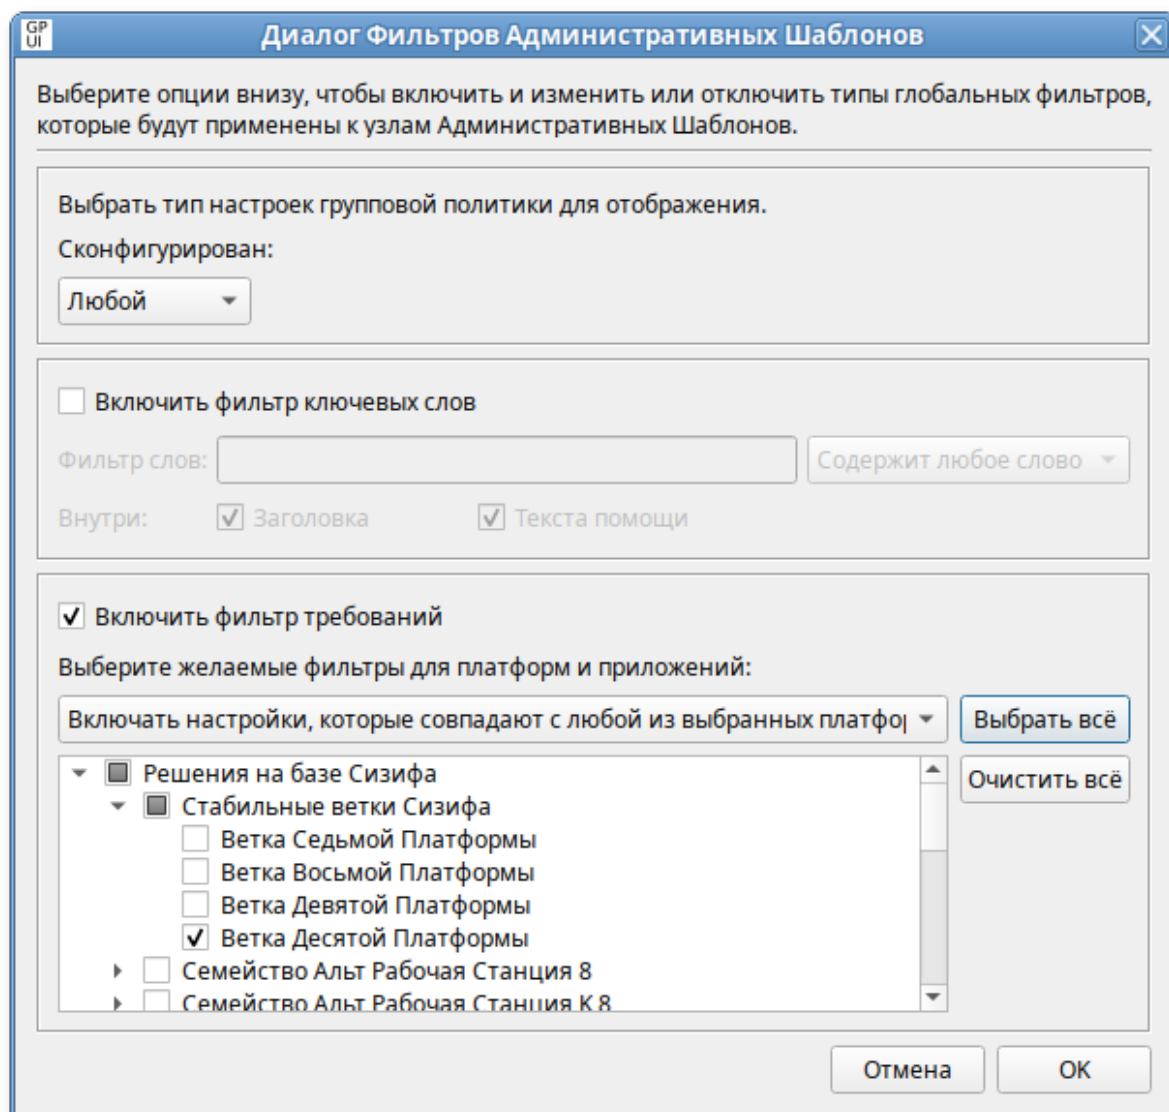 GP
UI
Диалог Фильтров Административных Шаблонов
Выберите опции внизу, чтобы включить и изменить или отключить типы глобальных фильтров,
которые будут применены к узлам Административных Шаблонов.
Выбрать тип настроек групповой политики для отображения.
Сконфигурирован:
Любой
Включить фильтр ключевых слов
Фильтр слов:
Содержит любое слово
Внутри:
Заголовка
Текста помощи
Включить фильтр требований
Выберите желаемые фильтры для платформ и приложений:
Включать настройки, которые совпадают с любой из выбранных платфор
Выбрать всё
Решения на базе Сизифа
Очистить всё
Стабильные ветки Сизифа
Ветка Седьмой Платформы
Ветка Восьмой Платформы
Ветка Девятой Платформы
Ветка Десятой Платформы
Семейство Альт Рабочая Станция 8
Семейство Альт Рабочая Станция К 8
Отмена
OK